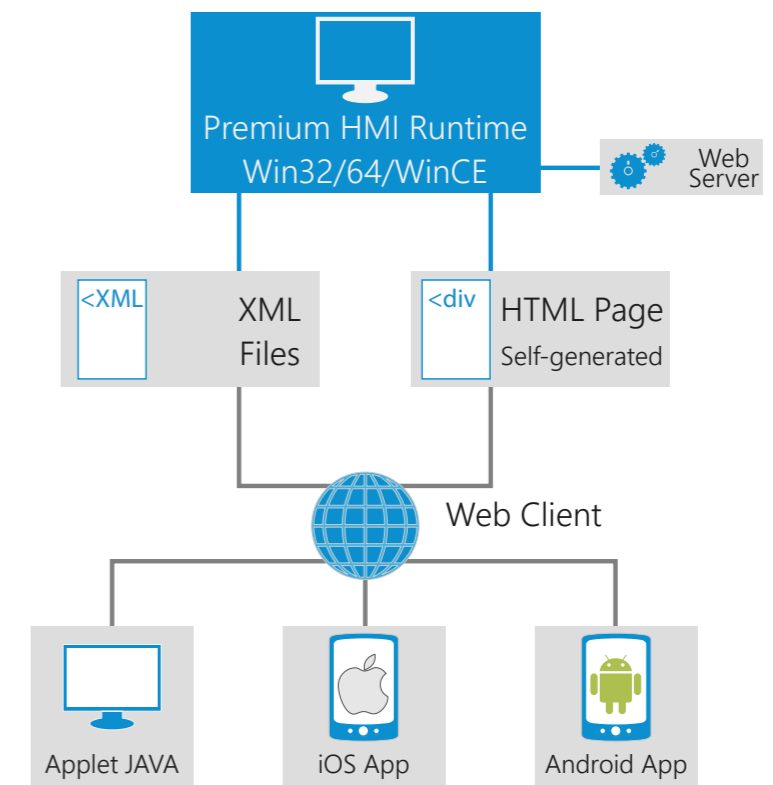 Premium HMI Runtime
Win32/64/WinCE
Web
Server
<XML
XML
Files
<div
HTML Page
Self-generated
Web Client
Applet JAVA
iOS App
Android App